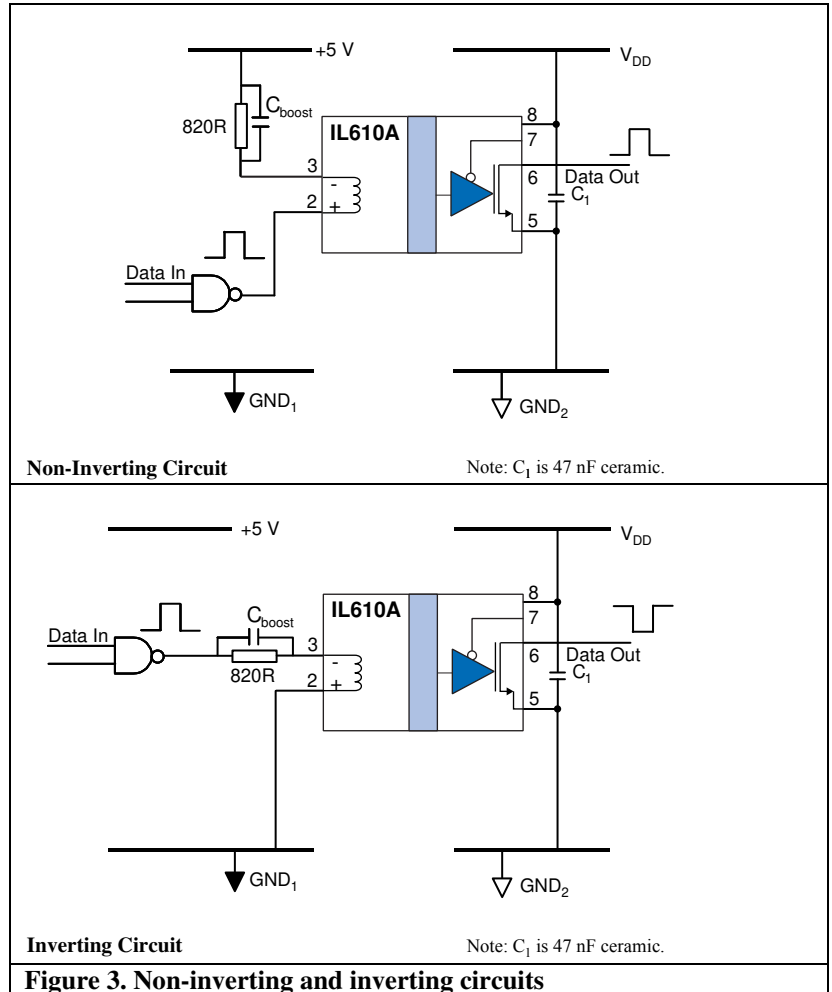 +5 V
V_DD
820R
C_boost
IL610A
8
7
3
-
6
Data Out
2
+
C_1
5
Data In
GND_1
GND_2
Non-Inverting Circuit
Note: C_1 is 47 nF ceramic.
+5 V
V_DD
IL610A
8
7
Data In
C_boost
3
-
6
Data Out
820R
2
+
C_1
5
GND_1
GND_2
Inverting Circuit
Note: C_1 is 47 nF ceramic.
Figure 3. Non-inverting and inverting circuits